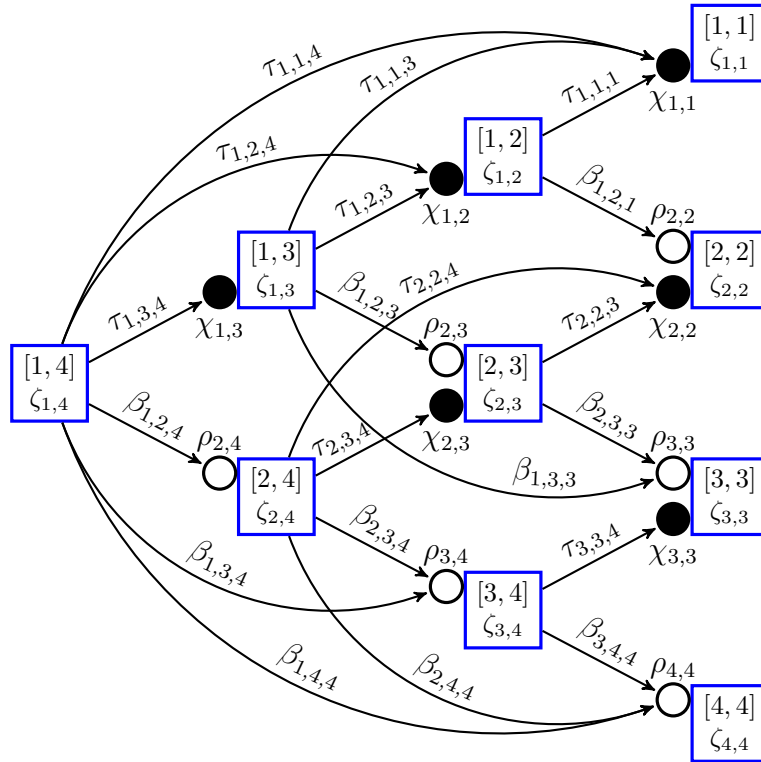 [1, 1]
ζ1,1
τ1,1,4
τ1,1,3
τ1,1,1
χ1,1
[1, 2]
ζ1,2
τ1,2,4
τ1,2,3
χ1,2
β1,2,1
ρ2,2
[2, 2]
ζ2,2
[1, 3]
ζ1,3
τ2,2,4
τ1,3,4
χ1,3
β1,2,3
τ2,2,3
χ2,2
ρ2,3
[1, 4]
ζ1,4
[2, 3]
ζ2,3
β1,2,4
ρ2,4
τ2,3,4
χ2,3
β2,3,3
ρ3,3
[2, 4]
ζ2,4
β1,3,3
[3, 3]
ζ3,3
β2,3,4
ρ3,4
τ3,3,4
χ3,3
β1,3,4
[3, 4]
ζ3,4
β1,4,4
β2,4,4
β3,4,4
ρ4,4
[4, 4]
ζ4,4